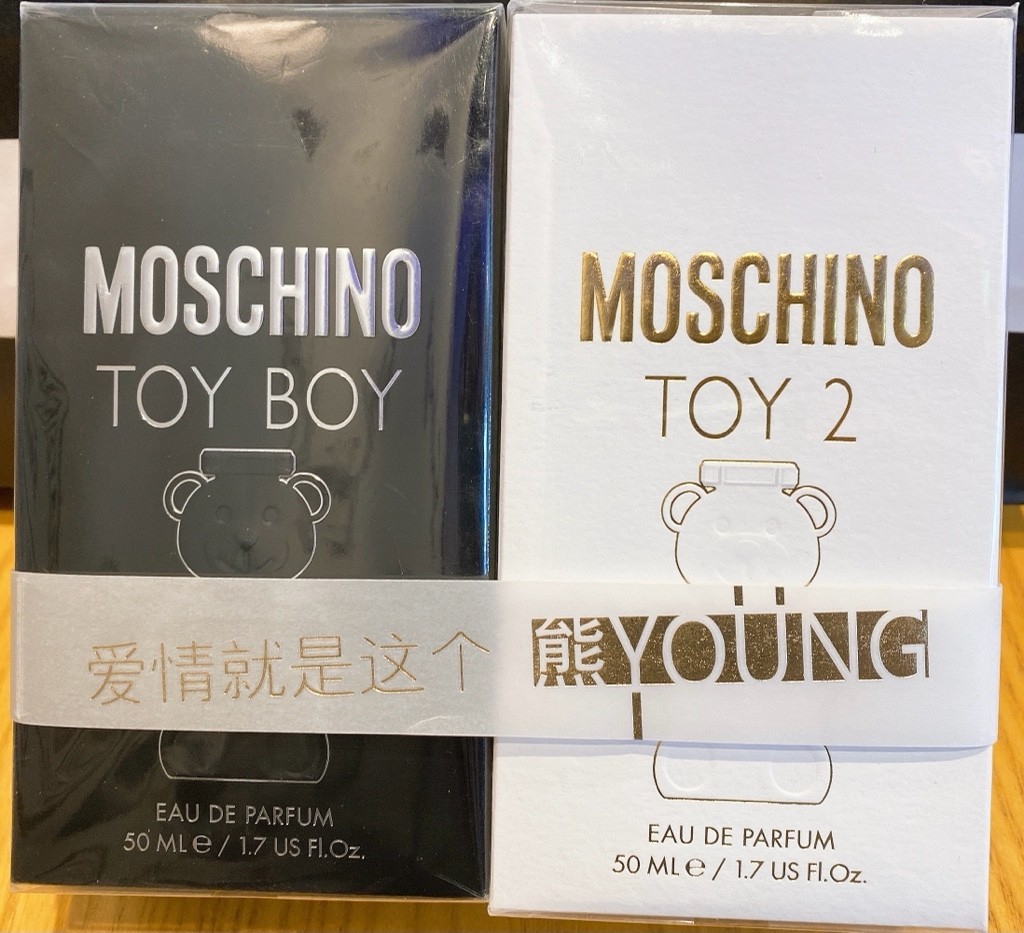 MOSCHINO
TOY BOY
MOSCHINO
TOY 2
爱情就是这个熊YOÜNG
EAU DE PARFUM
50 ML ℮ / 1.7 US Fl.Oz.
EAU DE PARFUM
50 ML ℮ / 1.7 US Fl.Oz.